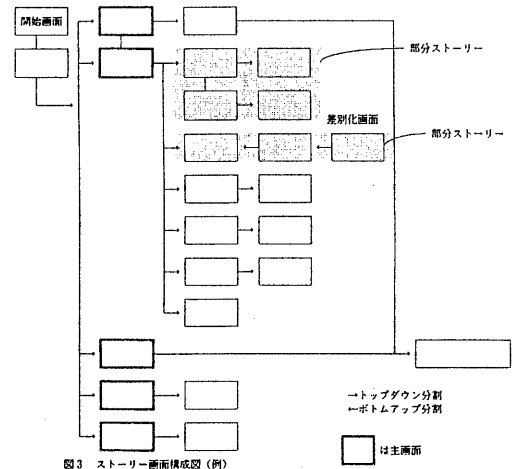 開始画面
部分ストーリー
差別化画面
部分ストーリー
→トップダウン分割
←ボトムアップ分割
は主画面
図3 ストーリー画面構成図(例)